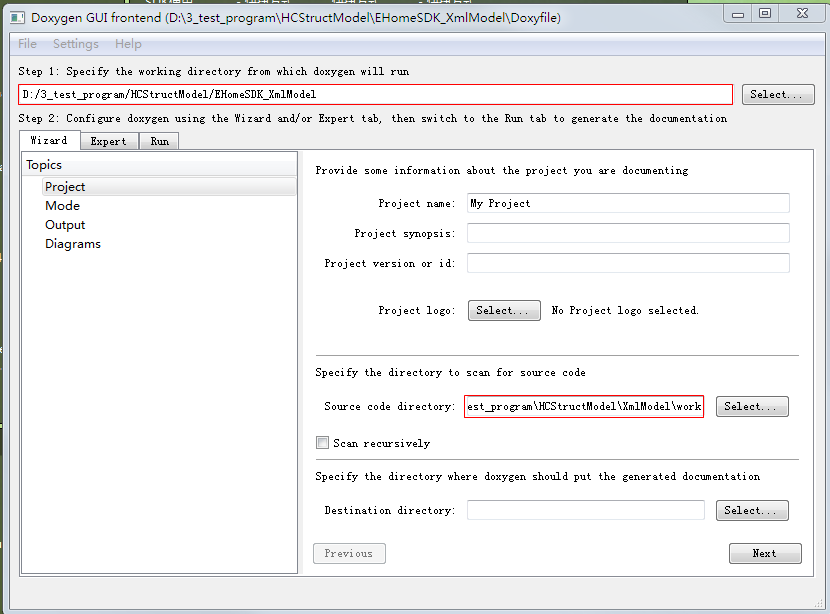 Doxygen GUI frontend (D:\3_test_program\HCStructModel\EHomeSDK_XmlModel\Doxyfile)
File Settings Help
Step 1: Specify the working directory from which doxygen will run
D:/3_test_program/HCStructModel/EHomeSDK_XmlModel Select...
Step 2: Configure doxygen using the Wizard and/or Expert tab, then switch to the Run tab to generate the documentation
Wizard Expert Run
Topics
Project
Mode
Output
Diagrams
Provide some information about the project you are documenting
Project name: My Project
Project synopsis:
Project version or id:
Project logo: Select... No Project logo selected.
Specify the directory to scan for source code
Source code directory: est_program\HCStructModel\XmlModel\work Select...
Scan recursively
Specify the directory where doxygen should put the generated documentation
Destination directory: Select...
Previous Next